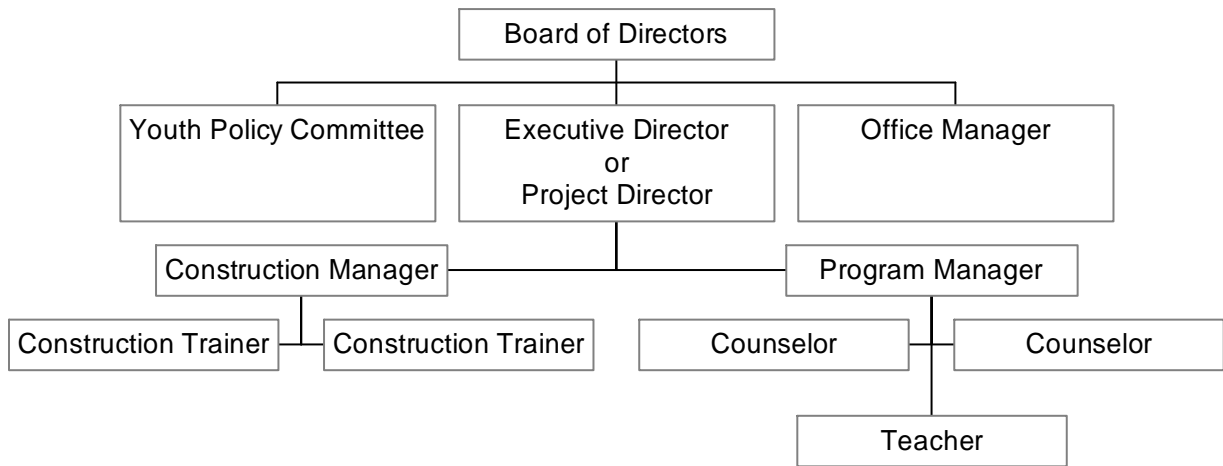 Board of Directors
Youth Policy Committee
Executive Director
or
Project Director
Office Manager
Construction Manager
Program Manager
Construction Trainer
Construction Trainer
Counselor
Counselor
Teacher